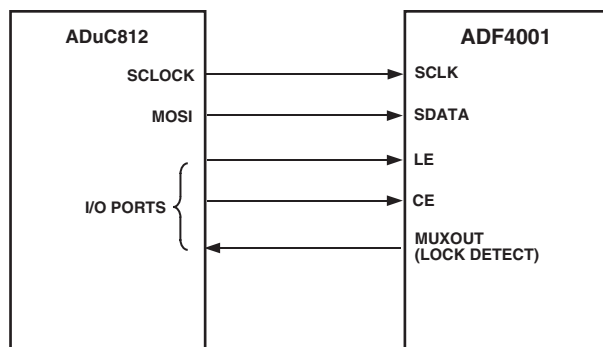 ADuC812
ADF4001
SCLOCK
SCLK
MOSI
SDATA
LE
I/O PORTS
CE
MUXOUT
(LOCK DETECT)